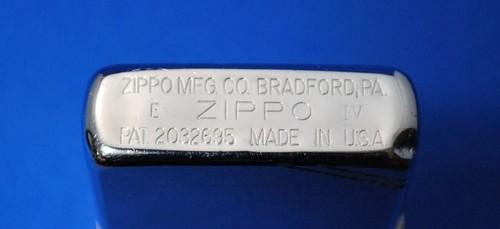 ZIPPO MFG. CO. BRADFORD, PA.
E ZIPPO IV
PAT. 2032695 MADE IN U.S.A